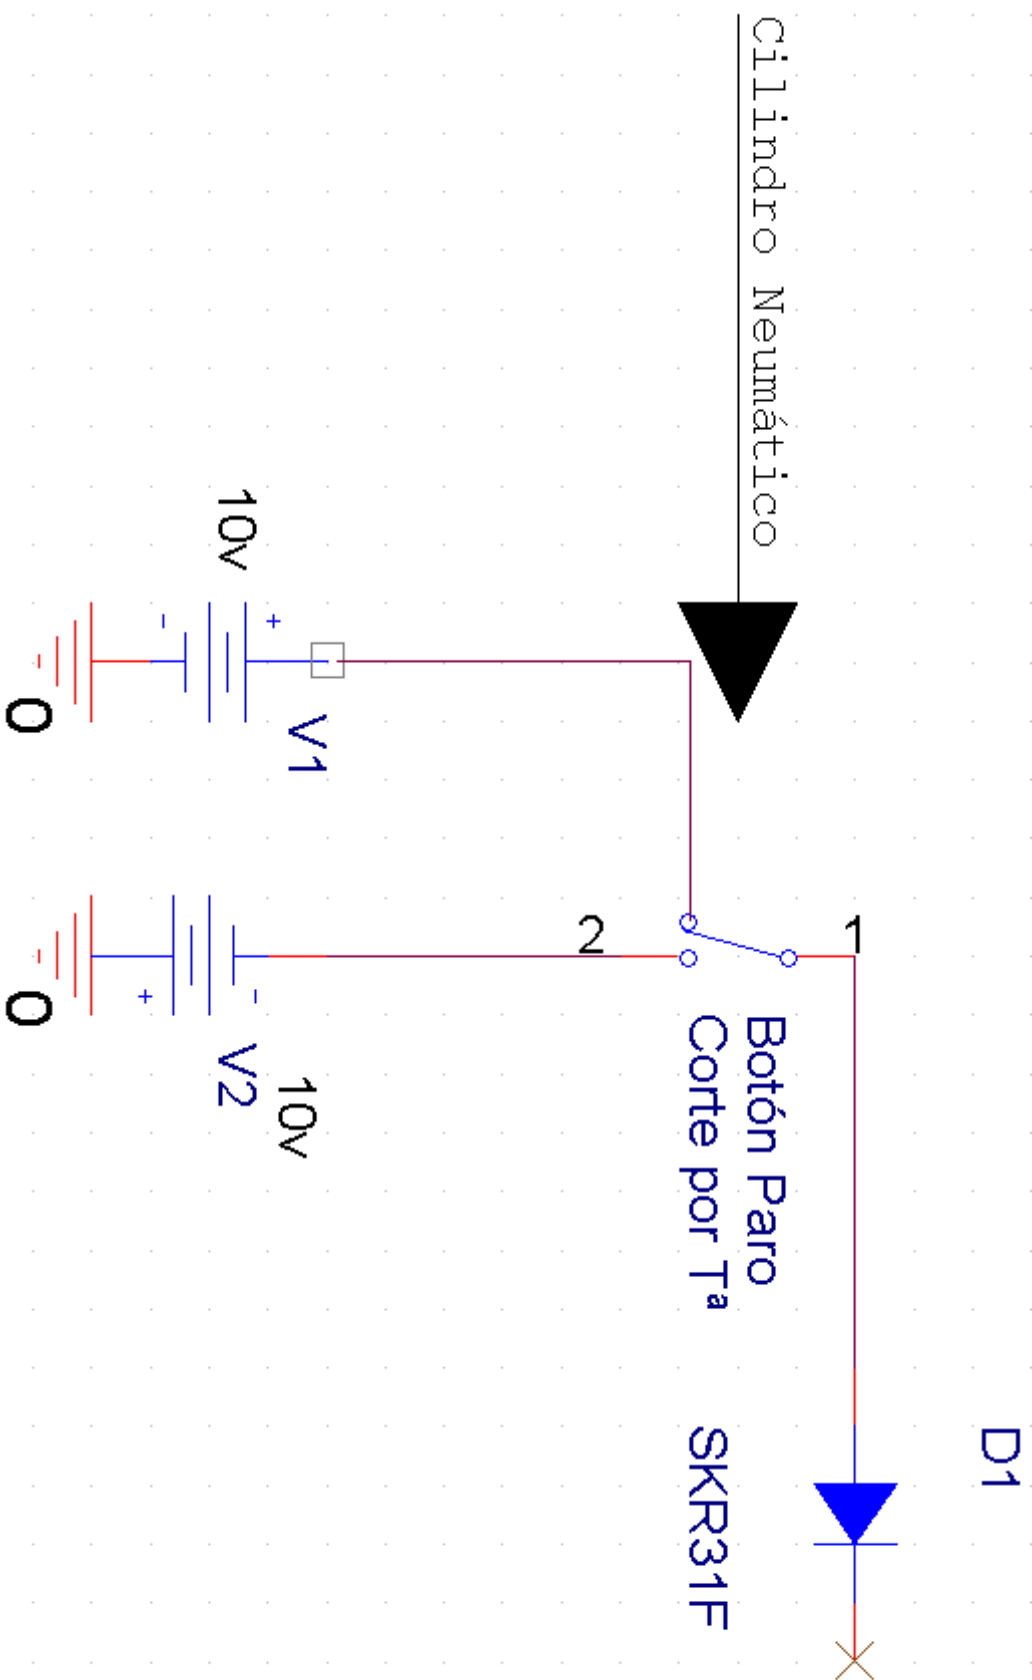 Cilindro Neumático
D1
1
2
Botón Paro
Corte por Tª
SKR31F
+
-
V1
10v
0
-
+
V2
10v
0